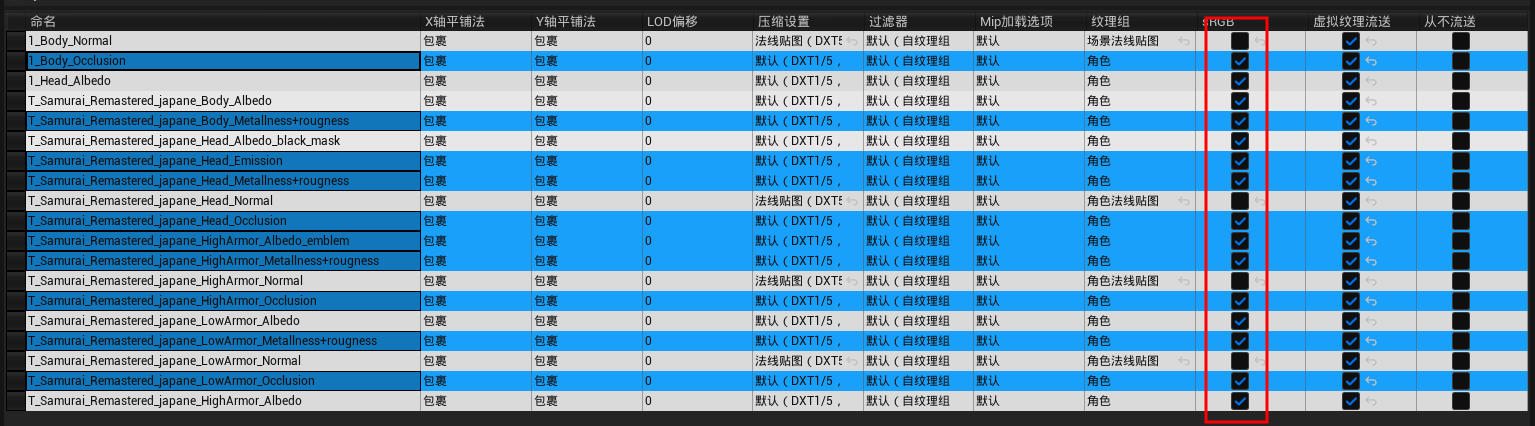 命名 X轴平铺法 Y轴平铺法 LOD偏移 压缩设置 过滤器 Mip加载选项 纹理组 sRGB 虚拟纹理流送 从不流送
1_Body_Normal 包裹 包裹 0 法线贴图（DXT5 默认（自纹理组 默认 场景法线贴图
1_Body_Occlusion 包裹 包裹 0 默认（DXT1/5， 默认（自纹理组 默认 角色
1_Head_Albedo 包裹 包裹 0 默认（DXT1/5， 默认（自纹理组 默认 角色
T_Samurai_Remastered_japane_Body_Albedo 包裹 包裹 0 默认（DXT1/5， 默认（自纹理组 默认 角色
T_Samurai_Remastered_japane_Body_Metallness+rougness 包裹 包裹 0 默认（DXT1/5， 默认（自纹理组 默认 角色
T_Samurai_Remastered_japane_Head_Albedo_black_mask 包裹 包裹 0 默认（DXT1/5， 默认（自纹理组 默认 角色
T_Samurai_Remastered_japane_Head_Emission 包裹 包裹 0 默认（DXT1/5， 默认（自纹理组 默认 角色
T_Samurai_Remastered_japane_Head_Metallness+rougness 包裹 包裹 0 默认（DXT1/5， 默认（自纹理组 默认 角色
T_Samurai_Remastered_japane_Head_Normal 包裹 包裹 0 法线贴图（DXT5 默认（自纹理组 默认 角色法线贴图
T_Samurai_Remastered_japane_Head_Occlusion 包裹 包裹 0 默认（DXT1/5， 默认（自纹理组 默认 角色
T_Samurai_Remastered_japane_HighArmor_Albedo_emblem 包裹 包裹 0 默认（DXT1/5， 默认（自纹理组 默认 角色
T_Samurai_Remastered_japane_HighArmor_Metallness+rougness 包裹 包裹 0 默认（DXT1/5， 默认（自纹理组 默认 角色
T_Samurai_Remastered_japane_HighArmor_Normal 包裹 包裹 0 法线贴图（DXT5 默认（自纹理组 默认 角色法线贴图
T_Samurai_Remastered_japane_HighArmor_Occlusion 包裹 包裹 0 默认（DXT1/5， 默认（自纹理组 默认 角色
T_Samurai_Remastered_japane_LowArmor_Albedo 包裹 包裹 0 默认（DXT1/5， 默认（自纹理组 默认 角色
T_Samurai_Remastered_japane_LowArmor_Metallness+rougness 包裹 包裹 0 默认（DXT1/5， 默认（自纹理组 默认 角色
T_Samurai_Remastered_japane_LowArmor_Normal 包裹 包裹 0 法线贴图（DXT5 默认（自纹理组 默认 角色法线贴图
T_Samurai_Remastered_japane_LowArmor_Occlusion 包裹 包裹 0 默认（DXT1/5， 默认（自纹理组 默认 角色
T_Samurai_Remastered_japane_HighArmor_Albedo 包裹 包裹 0 默认（DXT1/5， 默认（自纹理组 默认 角色